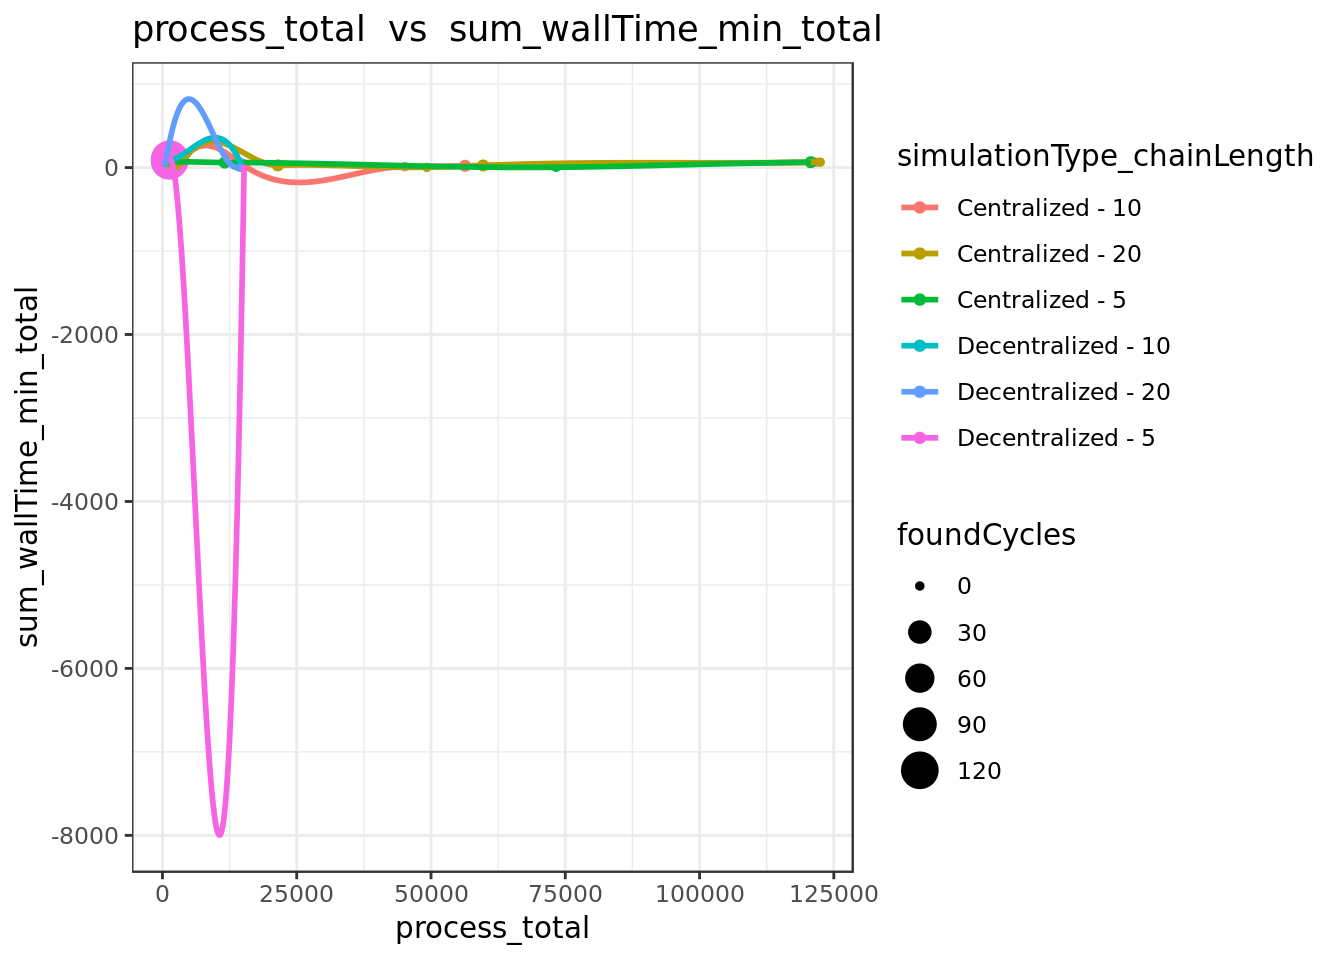 process_total  vs  sum_wallTime_min_total
sum_wallTime_min_total
0
-2000
-4000
-6000
-8000
0
25000
50000
75000
100000
125000
process_total
simulationType_chainLength
Centralized - 10
Centralized - 20
Centralized - 5
Decentralized - 10
Decentralized - 20
Decentralized - 5
foundCycles
0
30
60
90
120